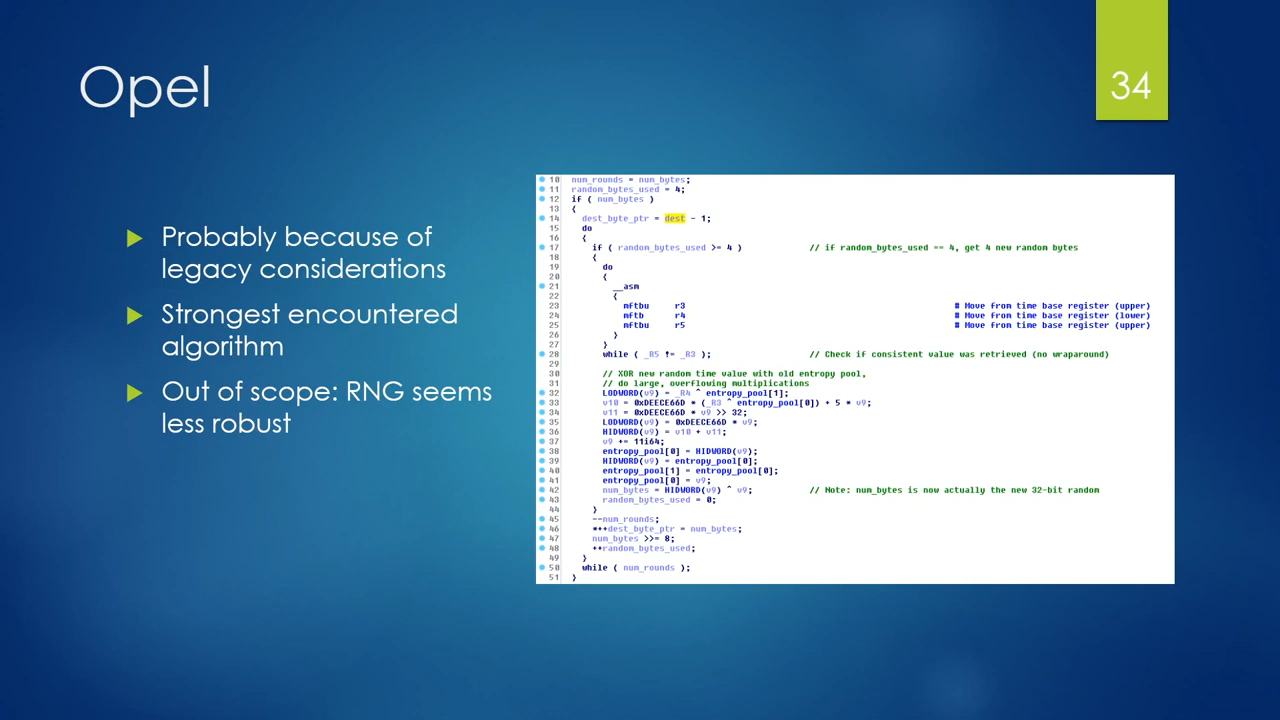 Opel
34
Probably because of
legacy considerations
Strongest encountered
algorithm
Out of scope: RNG seems
less robust
10 num_rounds = num_bytes;
11 random_bytes_used = 4;
12 if ( num_bytes )
13 {
14 dest_byte_ptr = dest - 1;
15 do
16 {
17 if ( random_bytes_used >= 4 ) // if random_bytes_used == 4, get 4 new random bytes
18 {
19 do
20 {
21 __asm
22 {
23 mftbu r3 # Move from time base register (upper)
24 mftb r4 # Move from time base register (lower)
25 mftbu r5 # Move from time base register (upper)
26 }
27 }
28 while ( _R5 != _R3 ); // Check if consistent value was retrieved (no wraparound)
29
30 // XOR new random time value with old entropy pool,
31 // do large, overflowing multiplications
32 LODWORD(v9) = _R4 ^ entropy_pool[1];
33 v10 = 0xDEECE66D * (_R3 ^ entropy_pool[0]) + 5 * v9;
34 v11 = 0xDEECE66D * v9 >> 32;
35 LODWORD(v9) = 0xDEECE66D * v9;
36 HIDWORD(v9) = v10 + v11;
37 v9 += 11i64;
38 entropy_pool[0] = HIDWORD(v9);
39 HIDWORD(v9) = entropy_pool[0];
40 entropy_pool[1] = entropy_pool[0];
41 entropy_pool[0] = v9;
42 num_bytes = HIDWORD(v9) ^ v9; // Note: num_bytes is now actually the new 32-bit random
43 random_bytes_used = 0;
44 }
45 --num_rounds;
46 *++dest_byte_ptr = num_bytes;
47 num_bytes >>= 8;
48 ++random_bytes_used;
49 }
50 while ( num_rounds );
51 }